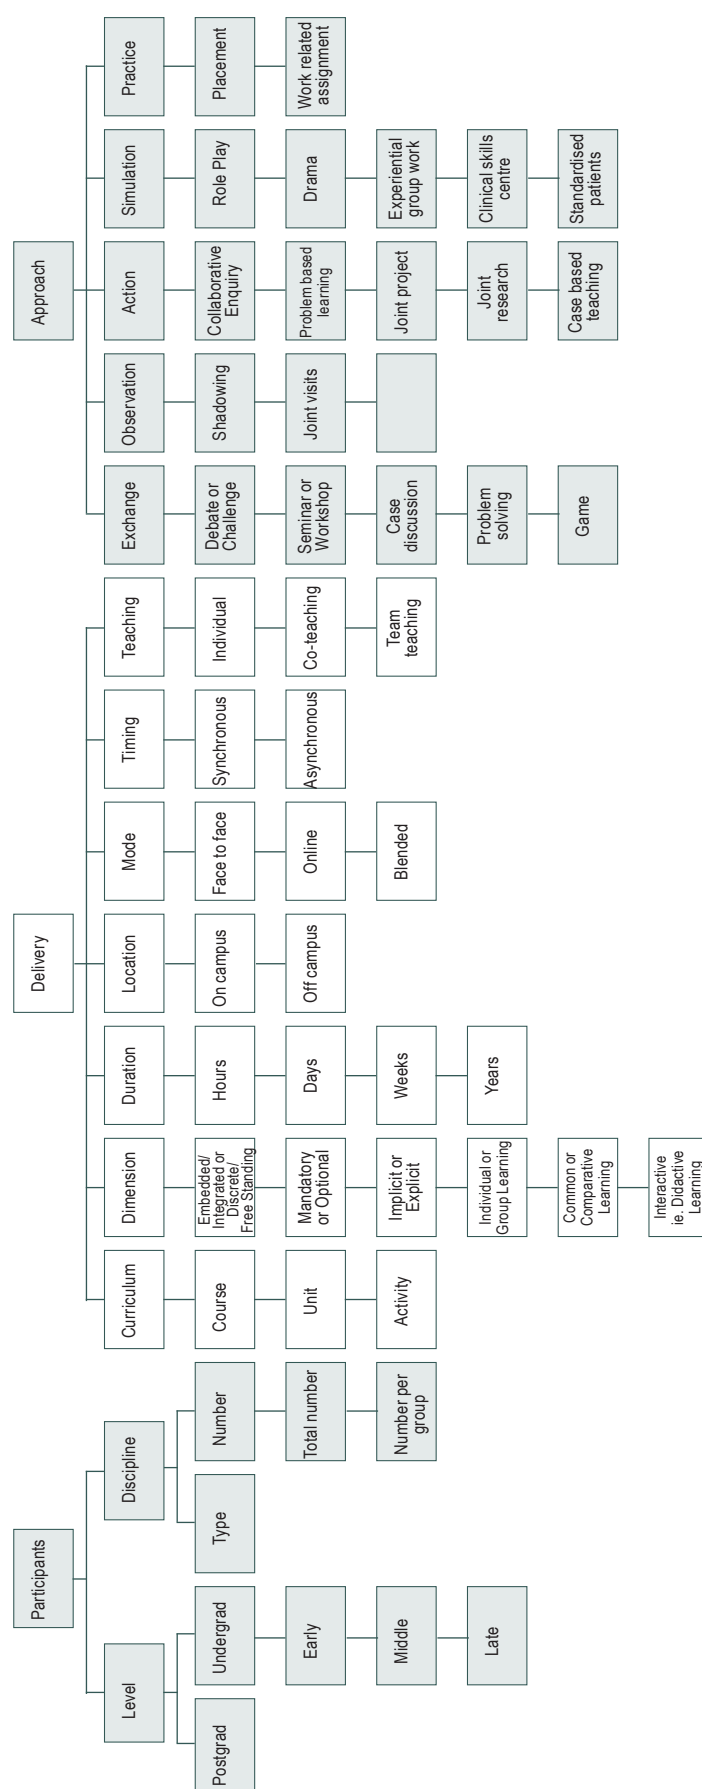 Participants
Level
Postgrad
Undergrad
Early
Middle
Late
Discipline
Type
Number
Total number
Number per
group
Delivery
Curriculum
Course
Unit
Activity
Dimension
Embedded/
Integrated or
Discrete/
Free Standing
Mandatory
or Optional
Implicit or
Explicit
Individual or
Group Learning
Common or
Comparative
Learning
Interactive
ie. Didactive
Learning
Duration
Hours
Days
Weeks
Years
Location
On campus
Off campus
Mode
Face to face
Online
Blended
Timing
Synchronous
Asynchronous
Teaching
Individual
Co-teaching
Team
teaching
Approach
Exchange
Debate or
Challenge
Seminar or
Workshop
Case
discussion
Problem
solving
Game
Observation
Shadowing
Joint visits
Action
Collaborative
Enquiry
Problem based
learning
Joint project
Joint
research
Case based
teaching
Simulation
Role Play
Drama
Experiential
group work
Clinical skills
centre
Standardised
patients
Practice
Placement
Work related
assignment